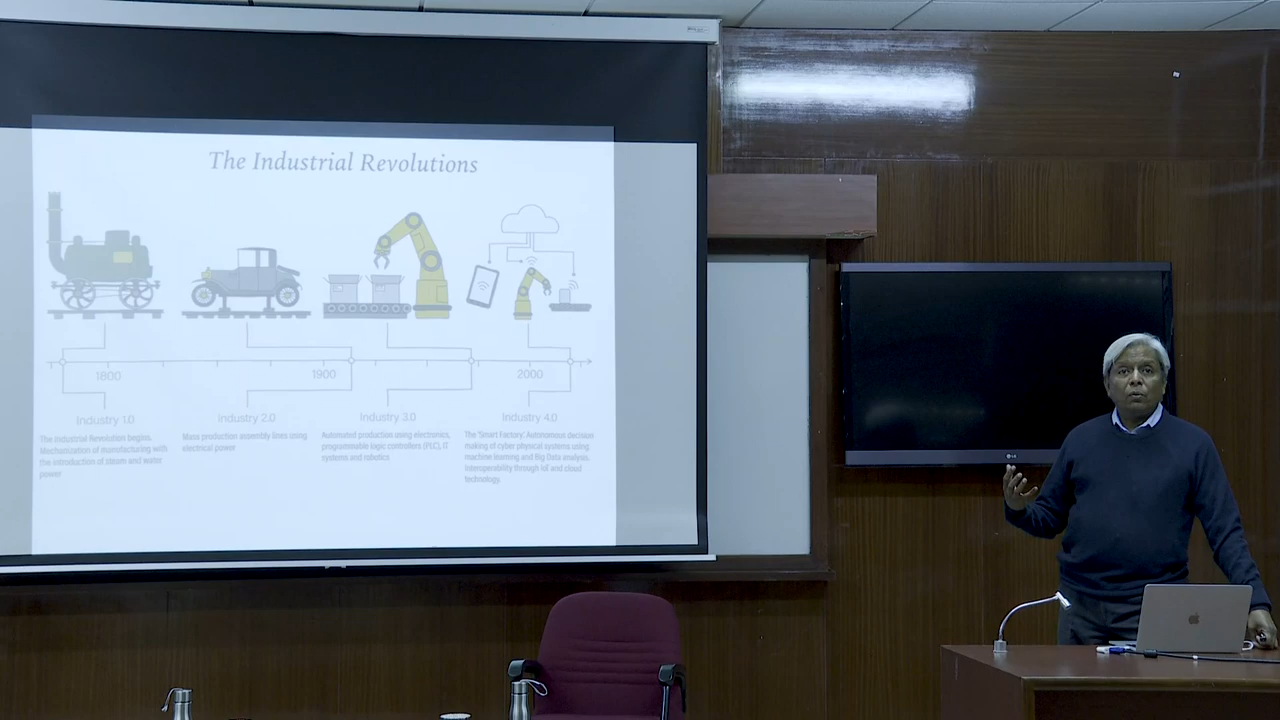 The Industrial Revolutions
1800
1900
2000
Industry 1.0
The Industrial Revolution begins.
Mechanization of manufacturing with
the introduction of steam and water
power
Industry 2.0
Mass production assembly lines using
electrical power
Industry 3.0
Automated production using electronics,
programmable logic controllers (PLC), IT
systems and robotics
Industry 4.0
The 'Smart Factory'. Autonomous decision
making of cyber physical systems using
machine learning and Big Data analysis.
Interoperability through IoT and cloud
technology.
LG